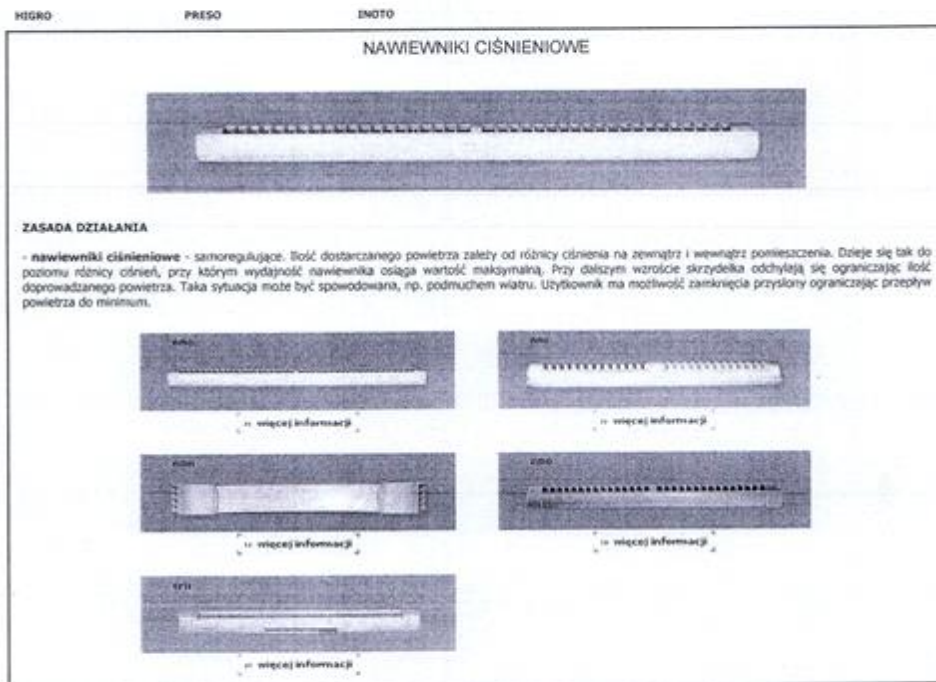 HIGRO PRESO INOTO
NAWIEWNIKI CIŚNIENIOWE
ZASADA DZIAŁANIA
- nawiewniki ciśnieniowe - samoregulujące. Ilość dostarczanego powietrza zależy od różnicy ciśnienia na zewnątrz i wewnątrz pomieszczenia. Dzieje się tak do
poziomu różnicy ciśnień, przy którym wydajność nawiewnika osiąga wartość maksymalną. Przy dalszym wzroście skrzydełka odchylają się ograniczając ilość
doprowadzanego powietrza. Taka sytuacja może być spowodowana, np. podmuchem wiatru. Użytkownik ma możliwość zamknięcia przysłony ograniczając przepływ
powietrza do minimum.
›› więcej informacji
›› więcej informacji
›› więcej informacji
›› więcej informacji
›› więcej informacji